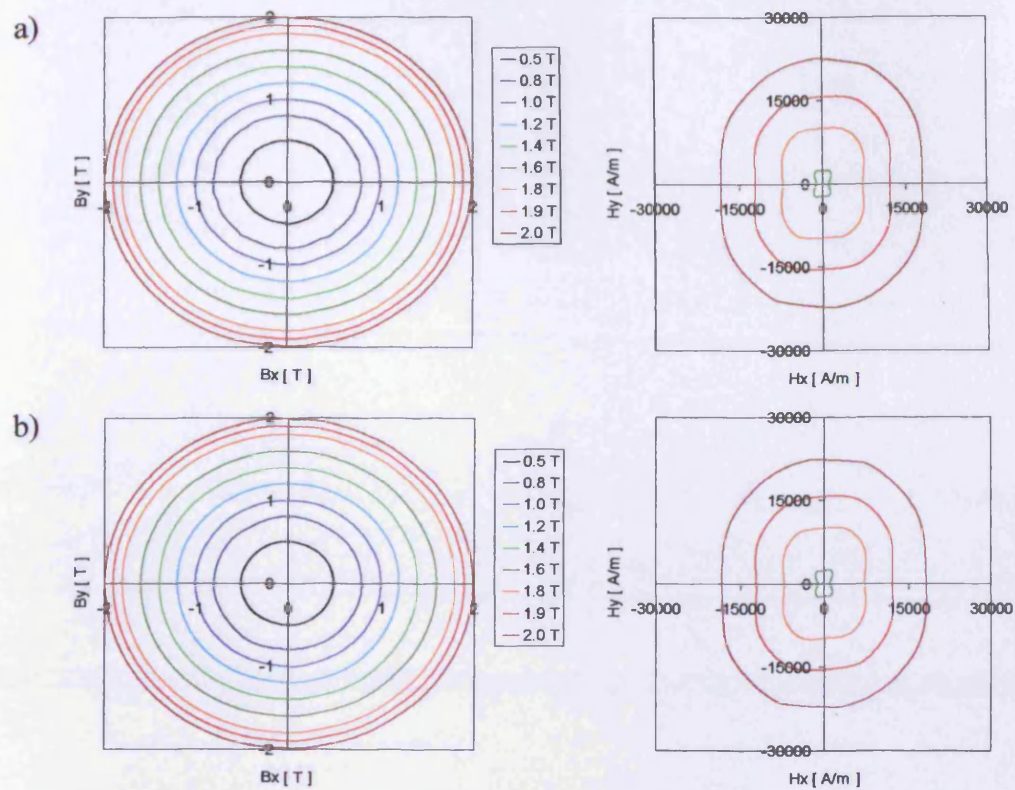 a)
2
1
0
-1
-2
-2
-1
0
1
2
By [ T ]
Bx [ T ]
0.5 T
0.8 T
1.0 T
1.2 T
1.4 T
1.6 T
1.8 T
1.9 T
2.0 T
30000
15000
0
-15000
-30000
-30000
-15000
0
15000
30000
Hy [ A/m ]
Hx [ A/m ]
b)
2
1
0
-1
-2
-2
-1
0
1
2
By [ T ]
Bx [ T ]
0.5 T
0.8 T
1.0 T
1.2 T
1.4 T
1.6 T
1.8 T
1.9 T
2.0 T
30000
15000
0
-15000
-30000
-30000
-15000
0
15000
30000
Hy [ A/m ]
Hx [ A/m ]